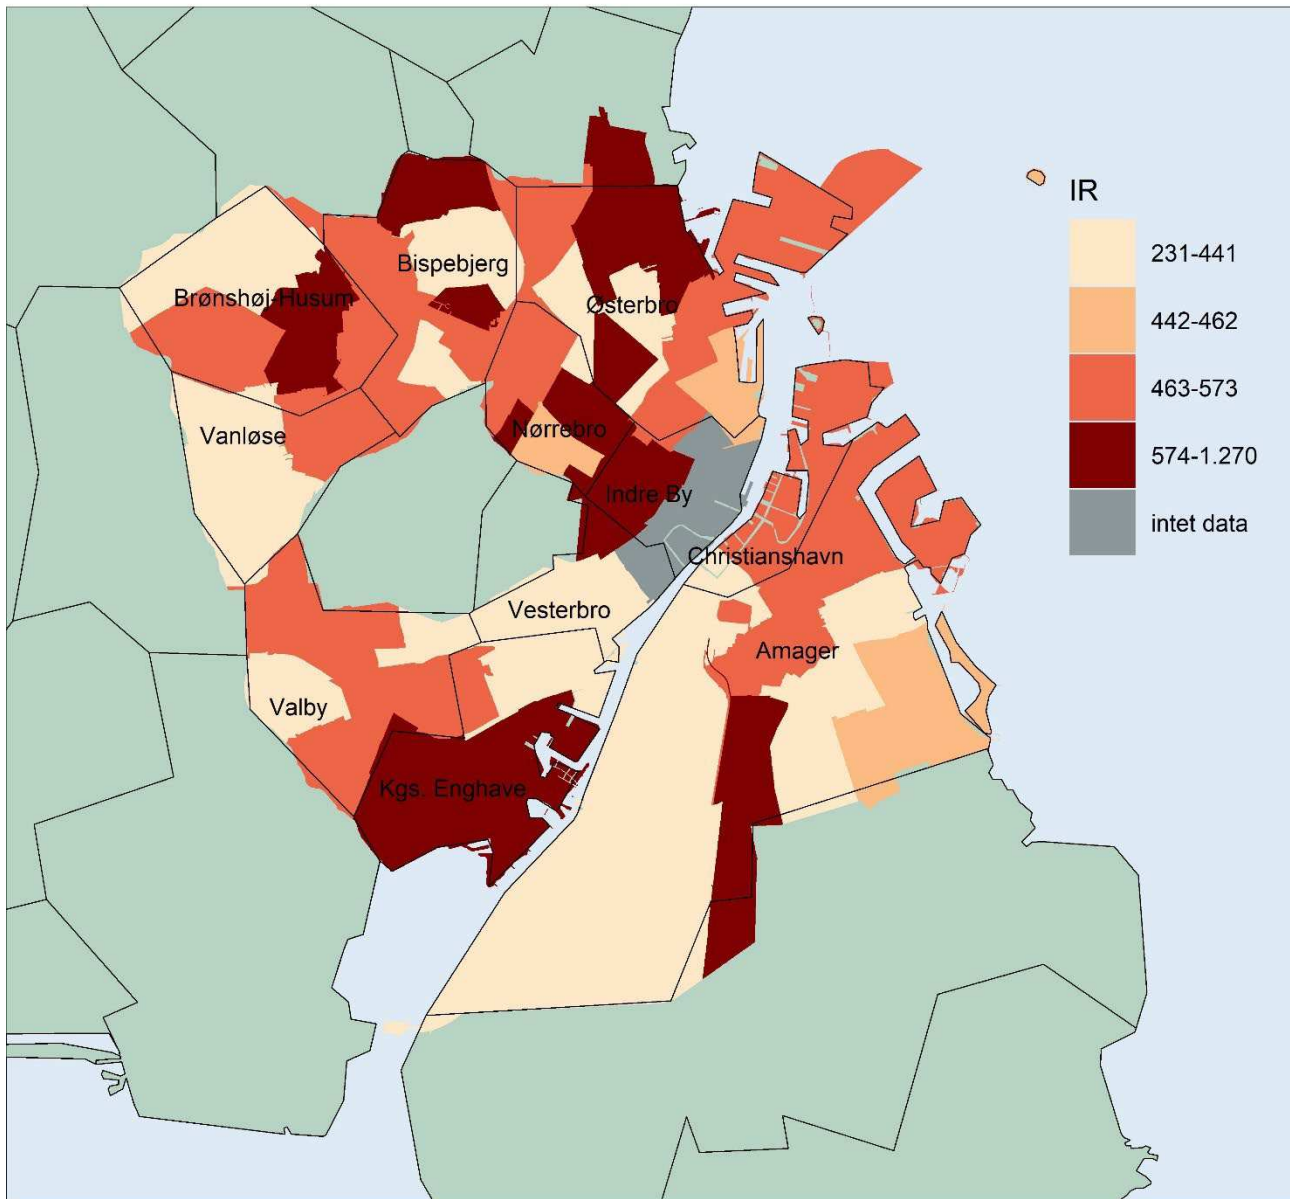 IR
231-441
442-462
463-573
574-1.270
intet data
Bispebjerg
Brønshøj-Husum
Østerbro
Vanløse
Nørrebro
Indre By
Christianshavn
Vesterbro
Amager
Valby
Kgs. Enghave